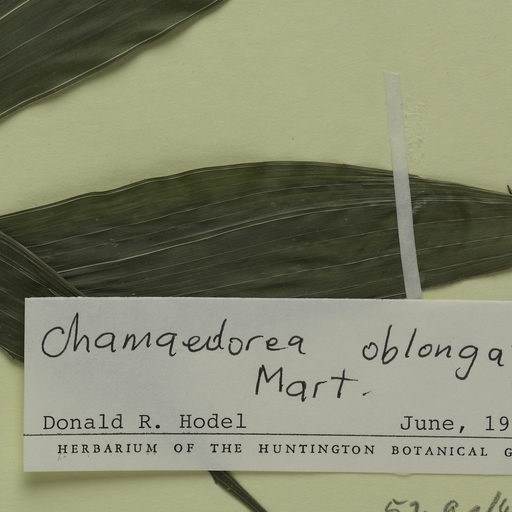 Chamaedorea oblonga
Mart.
Donald R. Hodel June, 19
HERBARIUM OF THE HUNTINGTON BOTANICAL G